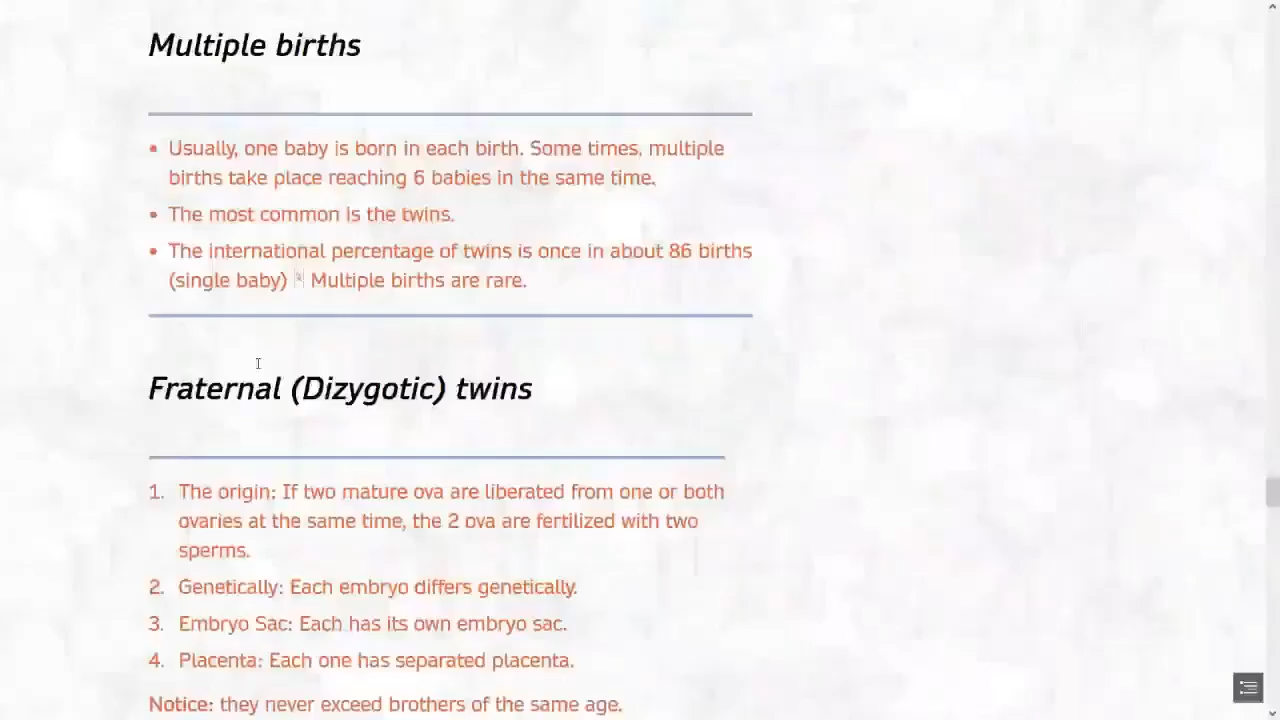 Multiple births
• Usually, one baby is born in each birth. Some times, multiple
births take place reaching 6 babies in the same time.
• The most common is the twins.
• The international percentage of twins is once in about 86 births
(single baby) Multiple births are rare.
Fraternal (Dizygotic) twins
1. The origin: If two mature ova are liberated from one or both
ovaries at the same time, the 2 ova are fertilized with two
sperms.
2. Genetically: Each embryo differs genetically.
3. Embryo Sac: Each has its own embryo sac.
4. Placenta: Each one has separated placenta.
Notice: they never exceed brothers of the same age.